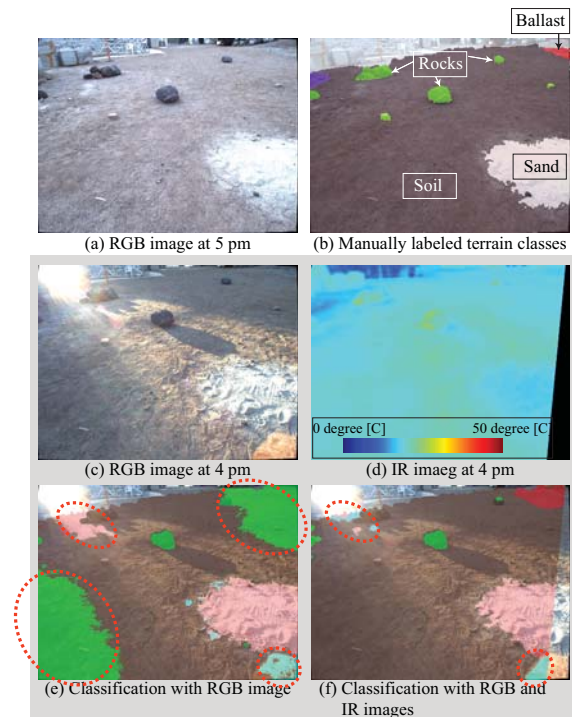 Ballast
Rocks
Sand
Soil
(a) RGB image at 5 pm
(b) Manually labeled terrain classes
0 degree [C]
50 degree [C]
(c) RGB image at 4 pm
(d) IR imaeg at 4 pm
(e) Classification with RGB image
(f) Classification with RGB and
IR images